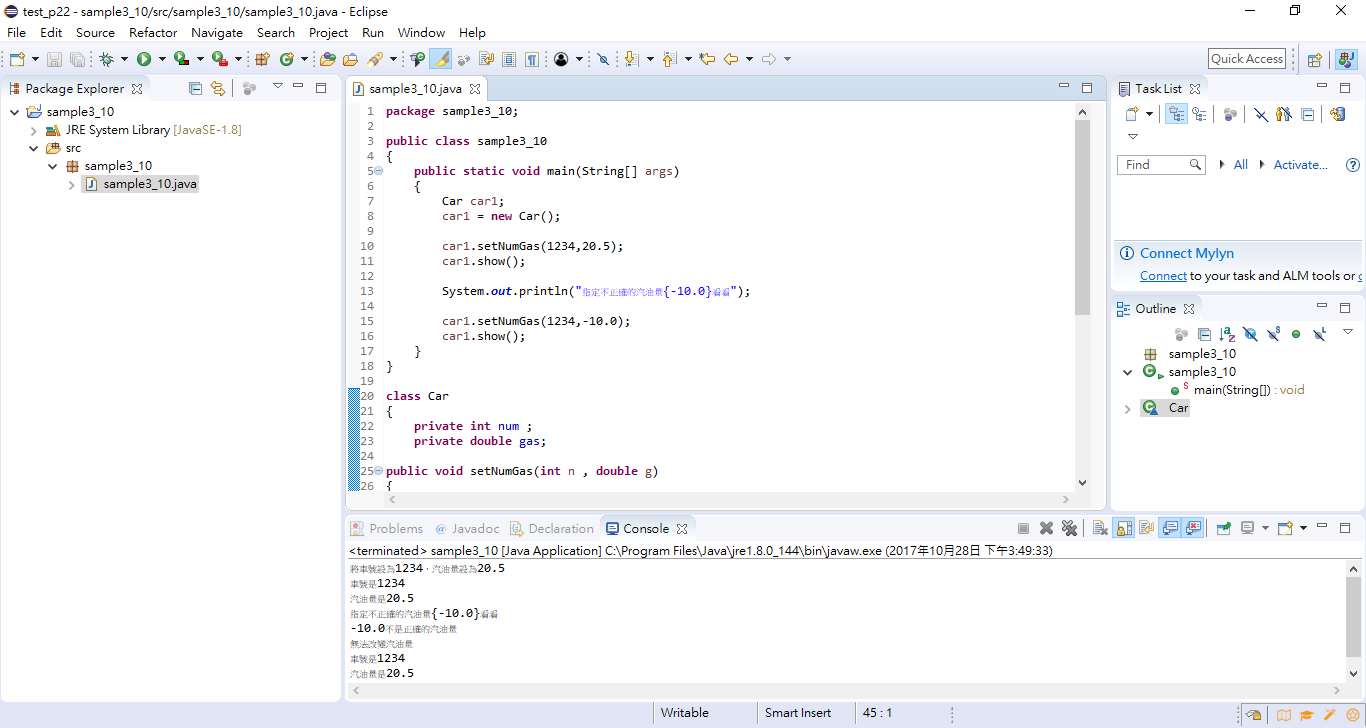 test_p22 - sample3_10/src/sample3_10/sample3_10.java - Eclipse
File Edit Source Refactor Navigate Search Project Run Window Help
Quick Access
Package Explorer
sample3_10
JRE System Library [JavaSE-1.8]
src
sample3_10
sample3_10.java
sample3_10.java
1 package sample3_10;
2
3 public class sample3_10
4 {
5 public static void main(String[] args)
6 {
7 Car car1;
8 car1 = new Car();
9
10 car1.setNumGas(1234,20.5);
11 car1.show();
12
13 System.out.println("指定不正確的汽油量{-10.0}看看");
14
15 car1.setNumGas(1234,-10.0);
16 car1.show();
17 }
18 }
19
20 class Car
21 {
22 private int num ;
23 private double gas;
24
25 public void setNumGas(int n , double g)
26 {
Task List
Find All Activate...
Connect Mylyn
Connect to your task and ALM tools or
Outline
sample3_10
sample3_10
main(String[]) : void
Car
Problems @ Javadoc Declaration Console
<terminated> sample3_10 [Java Application] C:\Program Files\Java\jre1.8.0_144\bin\javaw.exe (2017年10月28日 下午3:49:33)
將車號設為1234，汽油量設為20.5
車號是1234
汽油量是20.5
指定不正確的汽油量{-10.0}看看
-10.0不是正確的汽油量
無法改變汽油量
車號是1234
汽油量是20.5
Writable Smart Insert 45 : 1